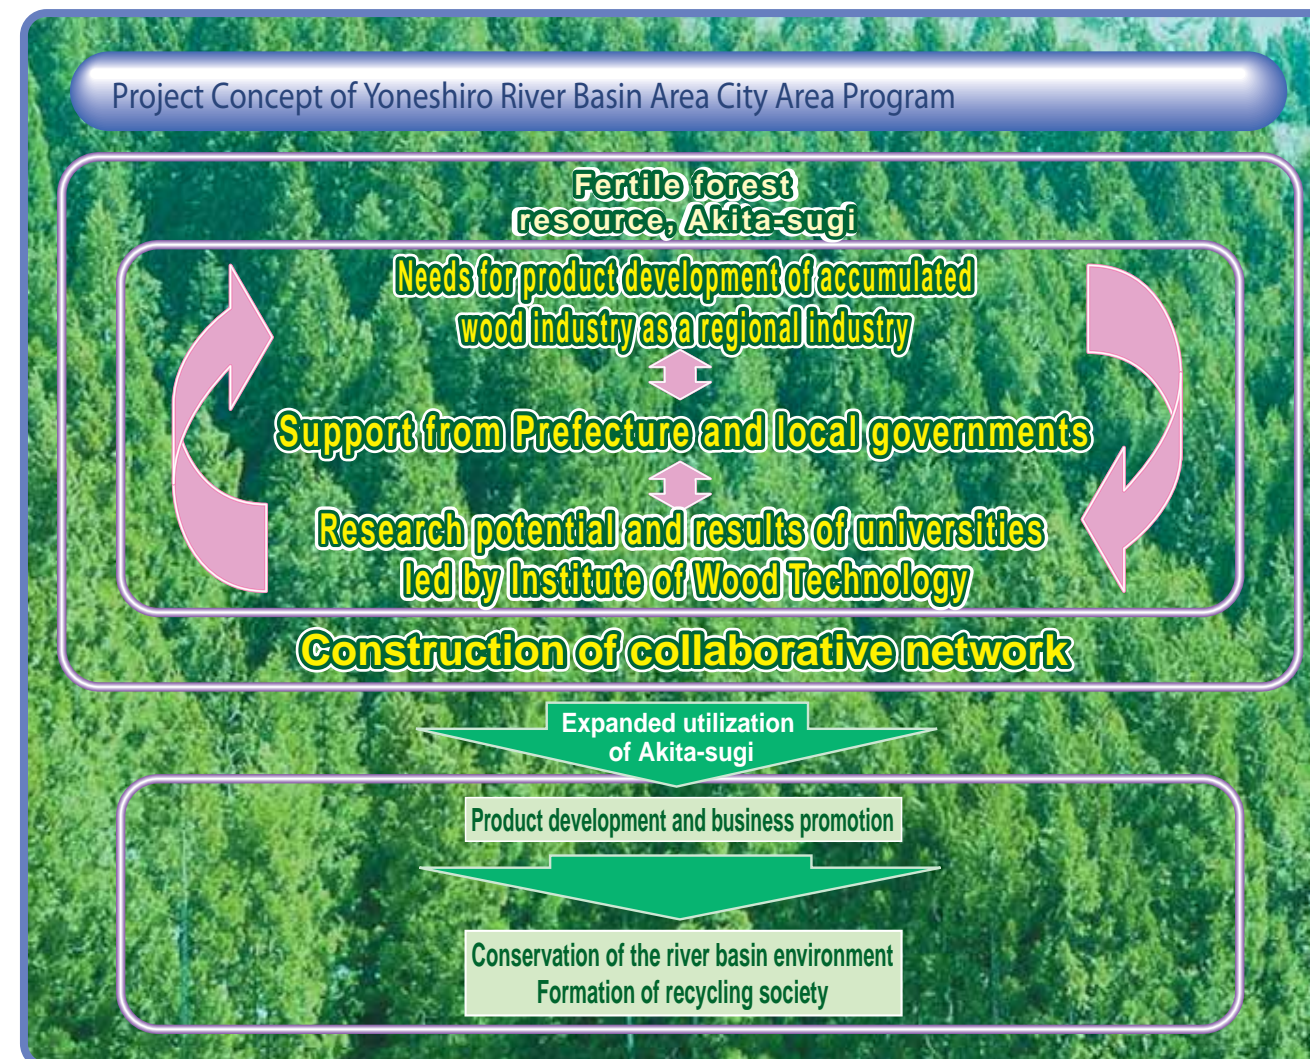 Project Concept of Yoneshiro River Basin Area City Area Program
Fertile forest
resource, Akita-sugi
Needs for product development of accumulated
wood industry as a regional industry
Support from Prefecture and local governments
Research potential and results of universities
led by Institute of Wood Technology
Construction of collaborative network
Expanded utilization
of Akita-sugi
Product development and business promotion
Conservation of the river basin environment
Formation of recycling society